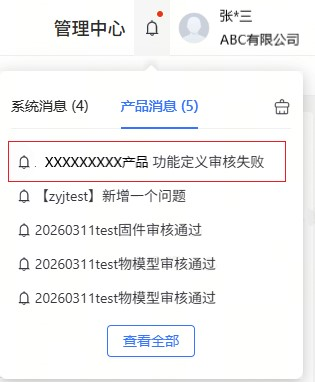 管理中心
张*三
ABC有限公司
系统消息 (4)
产品消息 (5)
. XXXXXXXXX产品 功能定义审核失败
【zyjtest】新增一个问题
20260311test固件审核通过
20260311test物模型审核通过
20260311test物模型审核通过
查看全部